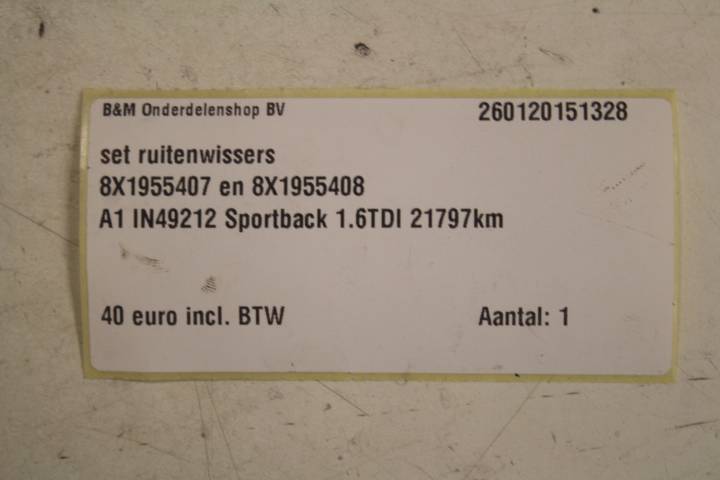 B&M Onderdelenshop BV 260120151328
set ruitenwissers
8X1955407 en 8X1955408
A1 IN49212 Sportback 1.6TDI 21797km
40 euro incl. BTW Aantal: 1